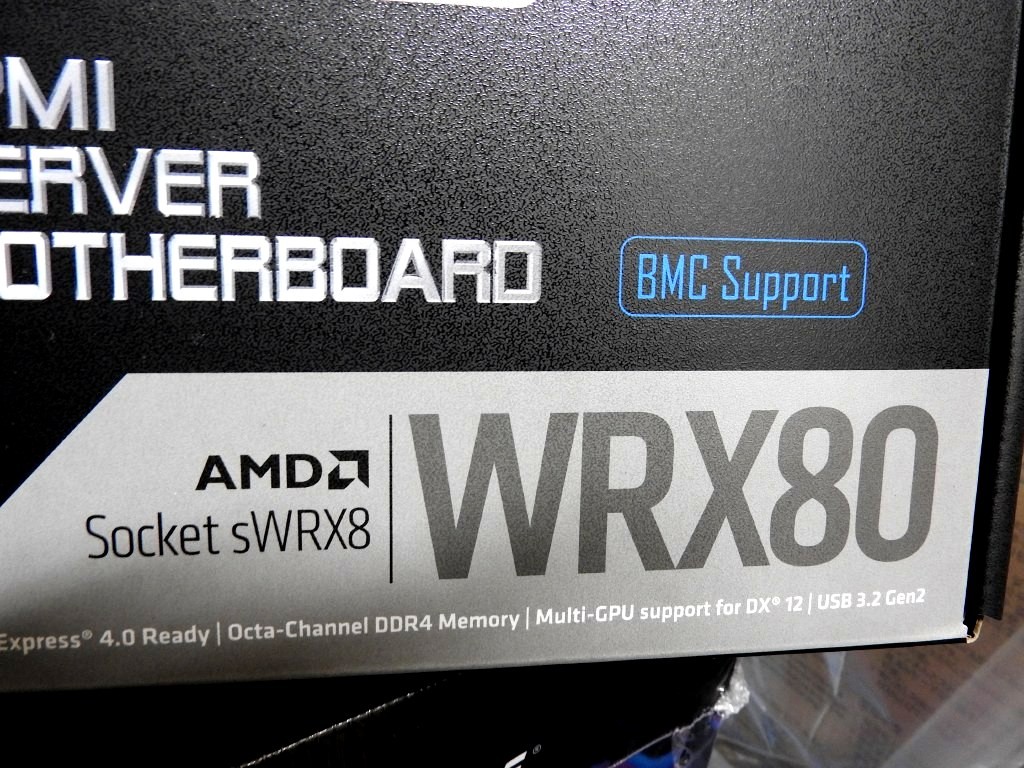 PMI
ERVER
OTHERBOARD
BMC Support
AMD
Socket sWRX8
WRX80
Express® 4.0 Ready | Octa-Channel DDR4 Memory | Multi-GPU support for DX® 12 | USB 3.2 Gen2